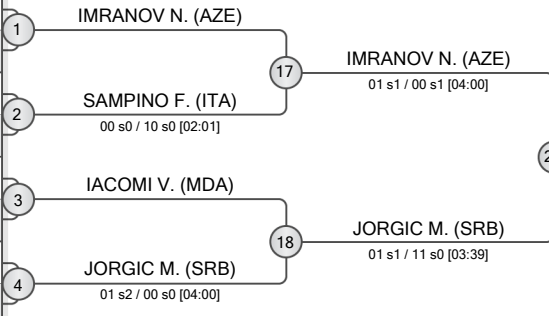 IMRANOV N. (AZE)
1
17
IMRANOV N. (AZE)
01 s1 / 00 s1 [04:00]
SAMPINO F. (ITA)
2
00 s0 / 10 s0 [02:01]
IACOMI V. (MDA)
3
18
JORGIC M. (SRB)
01 s1 / 11 s0 [03:39]
JORGIC M. (SRB)
4
01 s2 / 00 s0 [04:00]